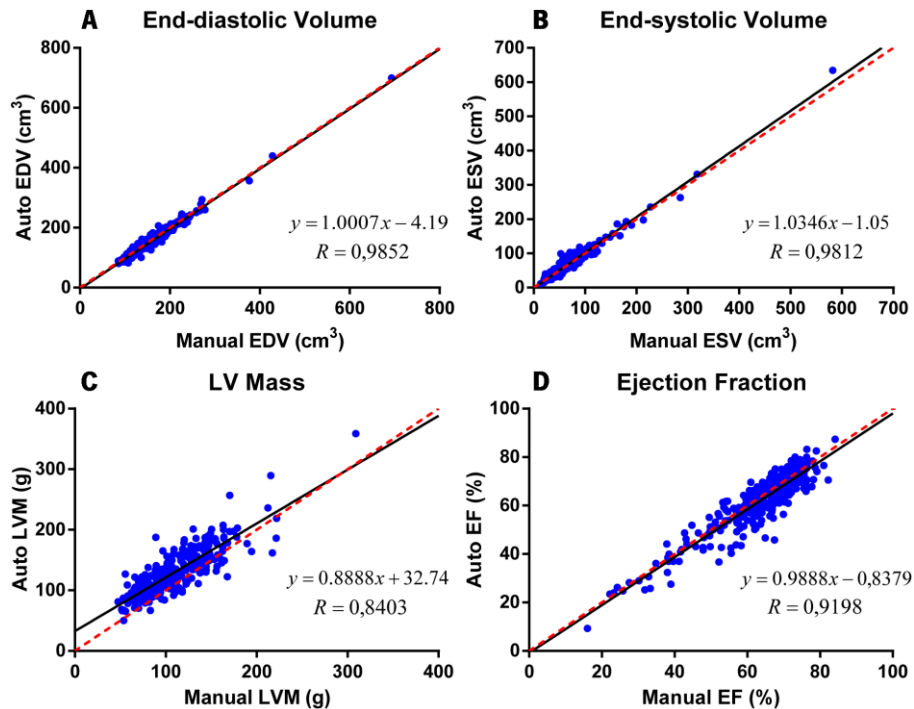 A End-diastolic Volume
800
600
400
200
0
0 200 400 600 800
Auto EDV (cm³)
Manual EDV (cm³)
y = 1.0007x – 4.19
R = 0,9852
B End-systolic Volume
700
600
500
400
300
200
100
0
0 100 200 300 400 500 600 700
Auto ESV (cm³)
Manual ESV (cm³)
y = 1.0346x – 1.05
R = 0,9812
C LV Mass
400
300
200
100
0
0 100 200 300 400
Auto LVM (g)
Manual LVM (g)
y = 0.8888x + 32.74
R = 0,8403
D Ejection Fraction
100
80
60
40
20
0
0 20 40 60 80 100
Auto EF (%)
Manual EF (%)
y = 0.9888x – 0,8379
R = 0,9198